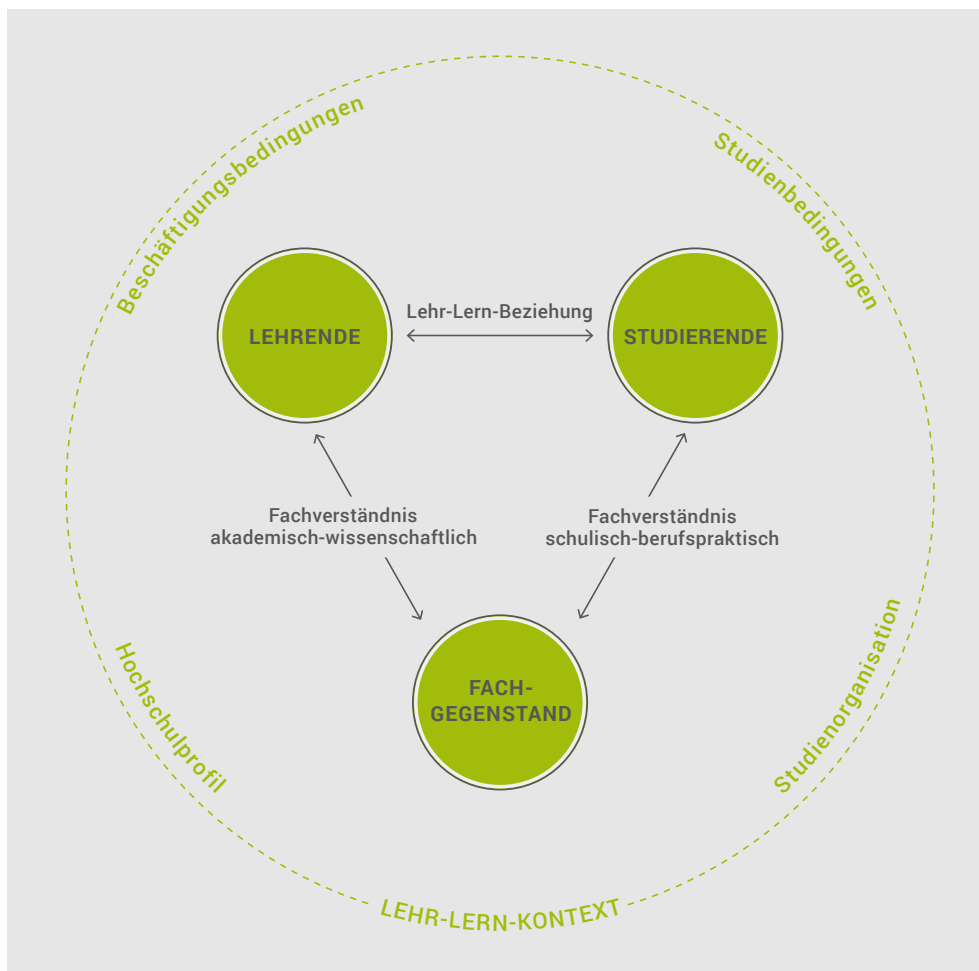 Beschäftigungsbedingungen
Studienbedingungen
Lehr-Lern-Beziehung
LEHRENDE
STUDIERENDE
Fachverständnis
akademisch-wissenschaftlich
Fachverständnis
schulisch-berufspraktisch
Hochschulprofil
Studienorganisation
FACH-
GEGENSTAND
LEHR-LERN-KONTEXT